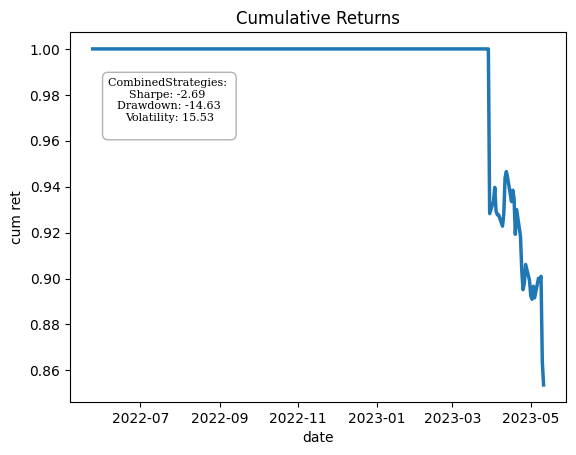 Cumulative Returns
1.00
0.98
0.96
0.94
0.92
0.90
0.88
0.86
cum ret
CombinedStrategies:
Sharpe: -2.69
Drawdown: -14.63
Volatility: 15.53
2022-07 2022-09 2022-11 2023-01 2023-03 2023-05
date